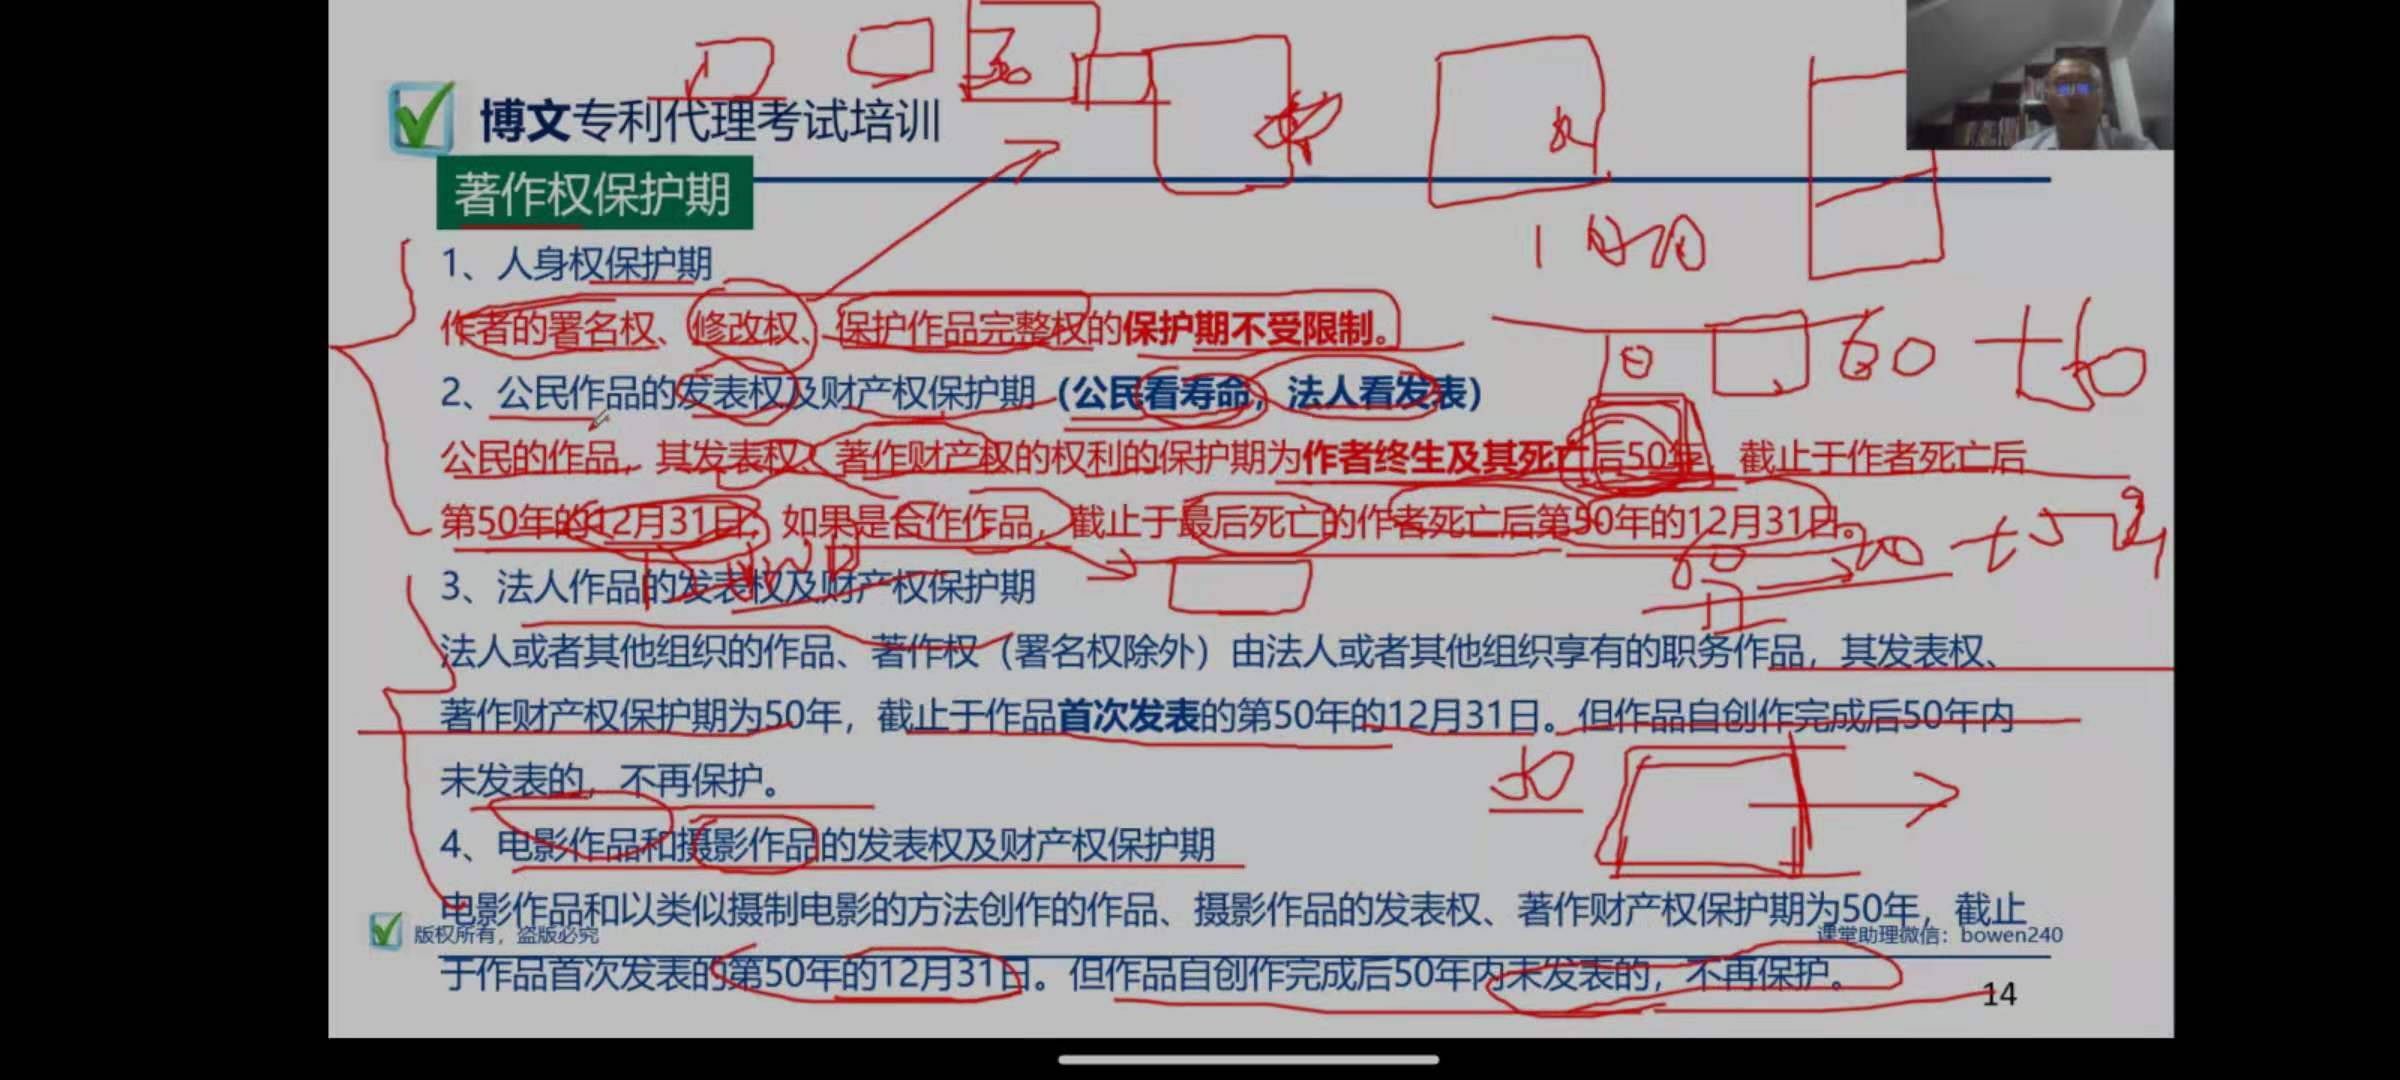 博文专利代理考试培训
著作权保护期
1、人身权保护期
作者的署名权、修改权、保护作品完整权的保护期不受限制。
2、公民作品的发表权及财产权保护期（公民看寿命，法人看发表）
公民的作品，其发表权、著作财产权的权利的保护期为作者终生及其死亡后50年，截止于作者死亡后
第50年的12月31日；如果是合作作品，截止于最后死亡的作者死亡后第50年的12月31日。
3、法人作品的发表权及财产权保护期
法人或者其他组织的作品、著作权（署名权除外）由法人或者其他组织享有的职务作品，其发表权、
著作财产权保护期为50年，截止于作品首次发表的第50年的12月31日。但作品自创作完成后50年内
未发表的，不再保护。
50
4、电影作品和摄影作品的发表权及财产权保护期
电影作品和以类似摄制电影的方法创作的作品、摄影作品的发表权、著作财产权保护期为50年，截止
版权所有，盗版必究
课堂助理微信：bowen240
于作品首次发表的第50年的12月31日。但作品自创作完成后50年内未发表的，不再保护。
14